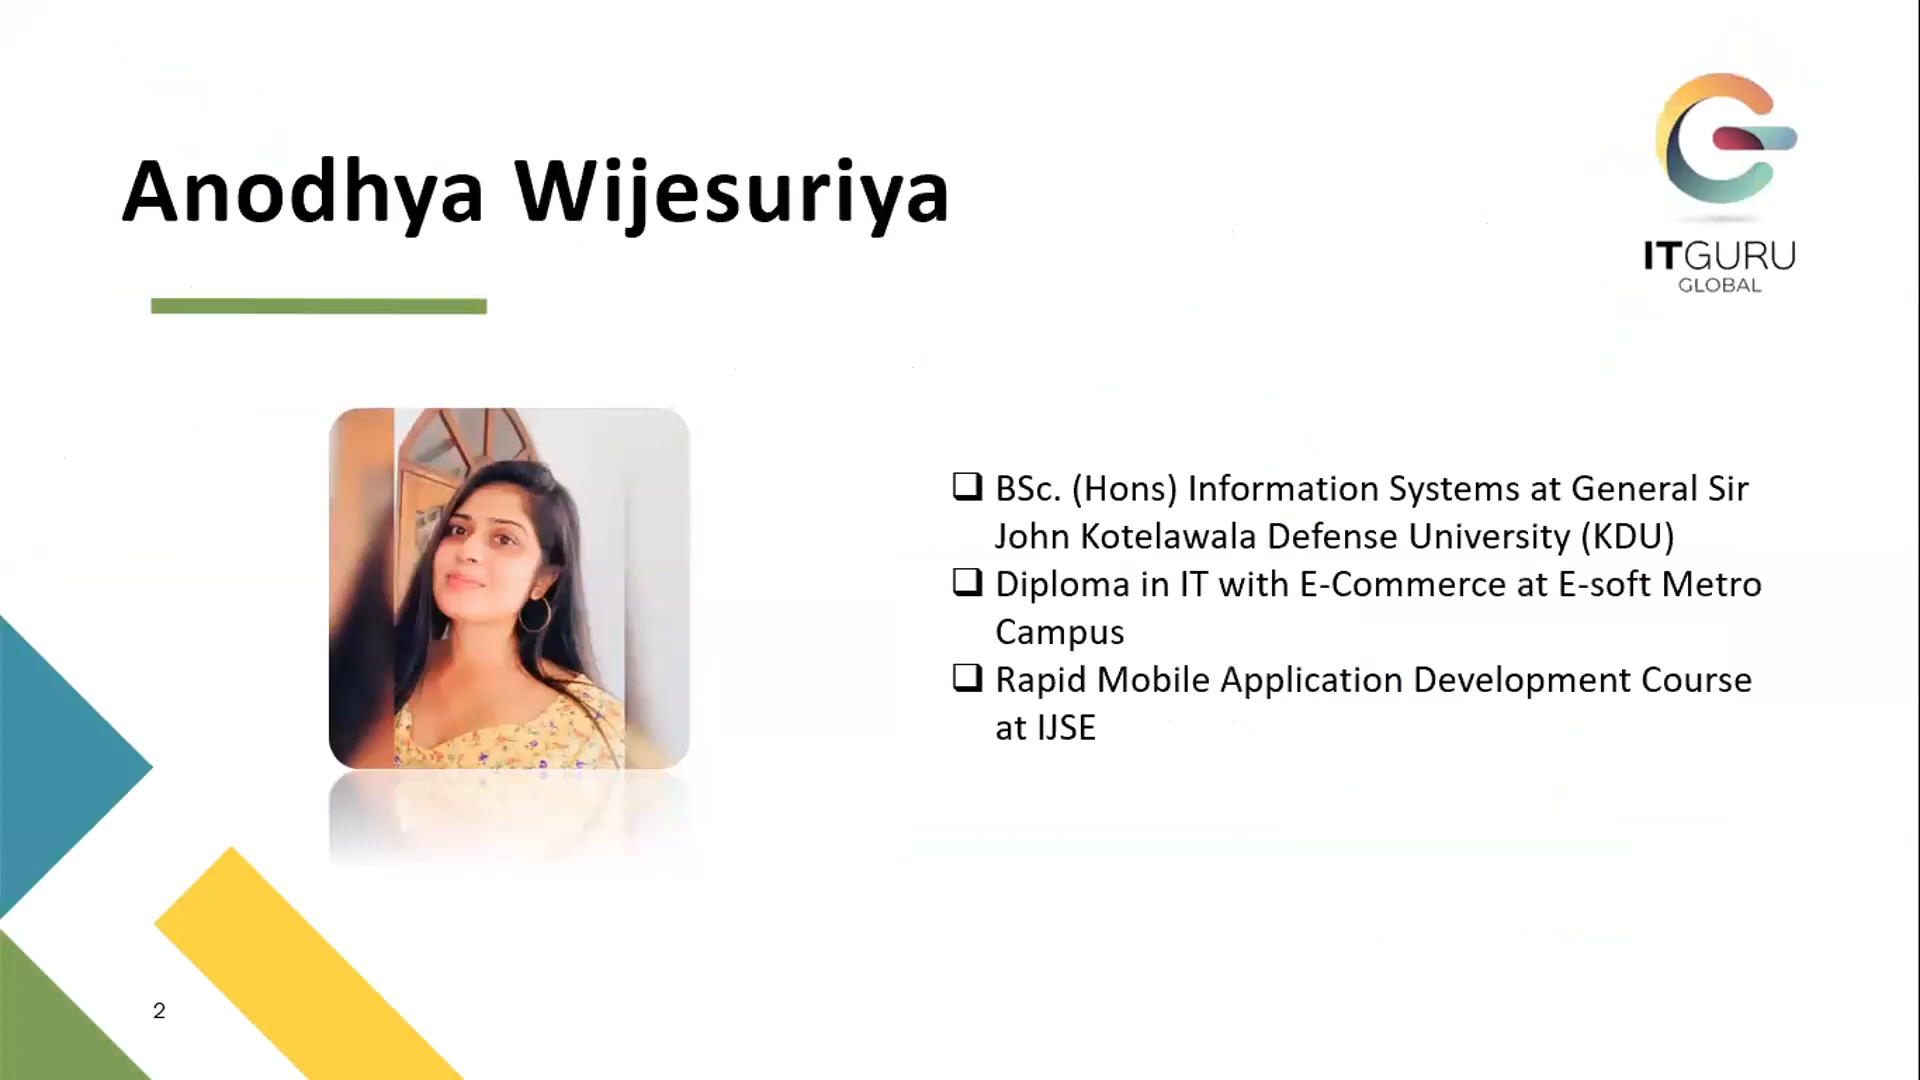 Anodhya Wijesuriya
ITGURU
GLOBAL
BSc. (Hons) Information Systems at General Sir
John Kotelawala Defense University (KDU)
Diploma in IT with E-Commerce at E-soft Metro
Campus
Rapid Mobile Application Development Course
at IJSE
2